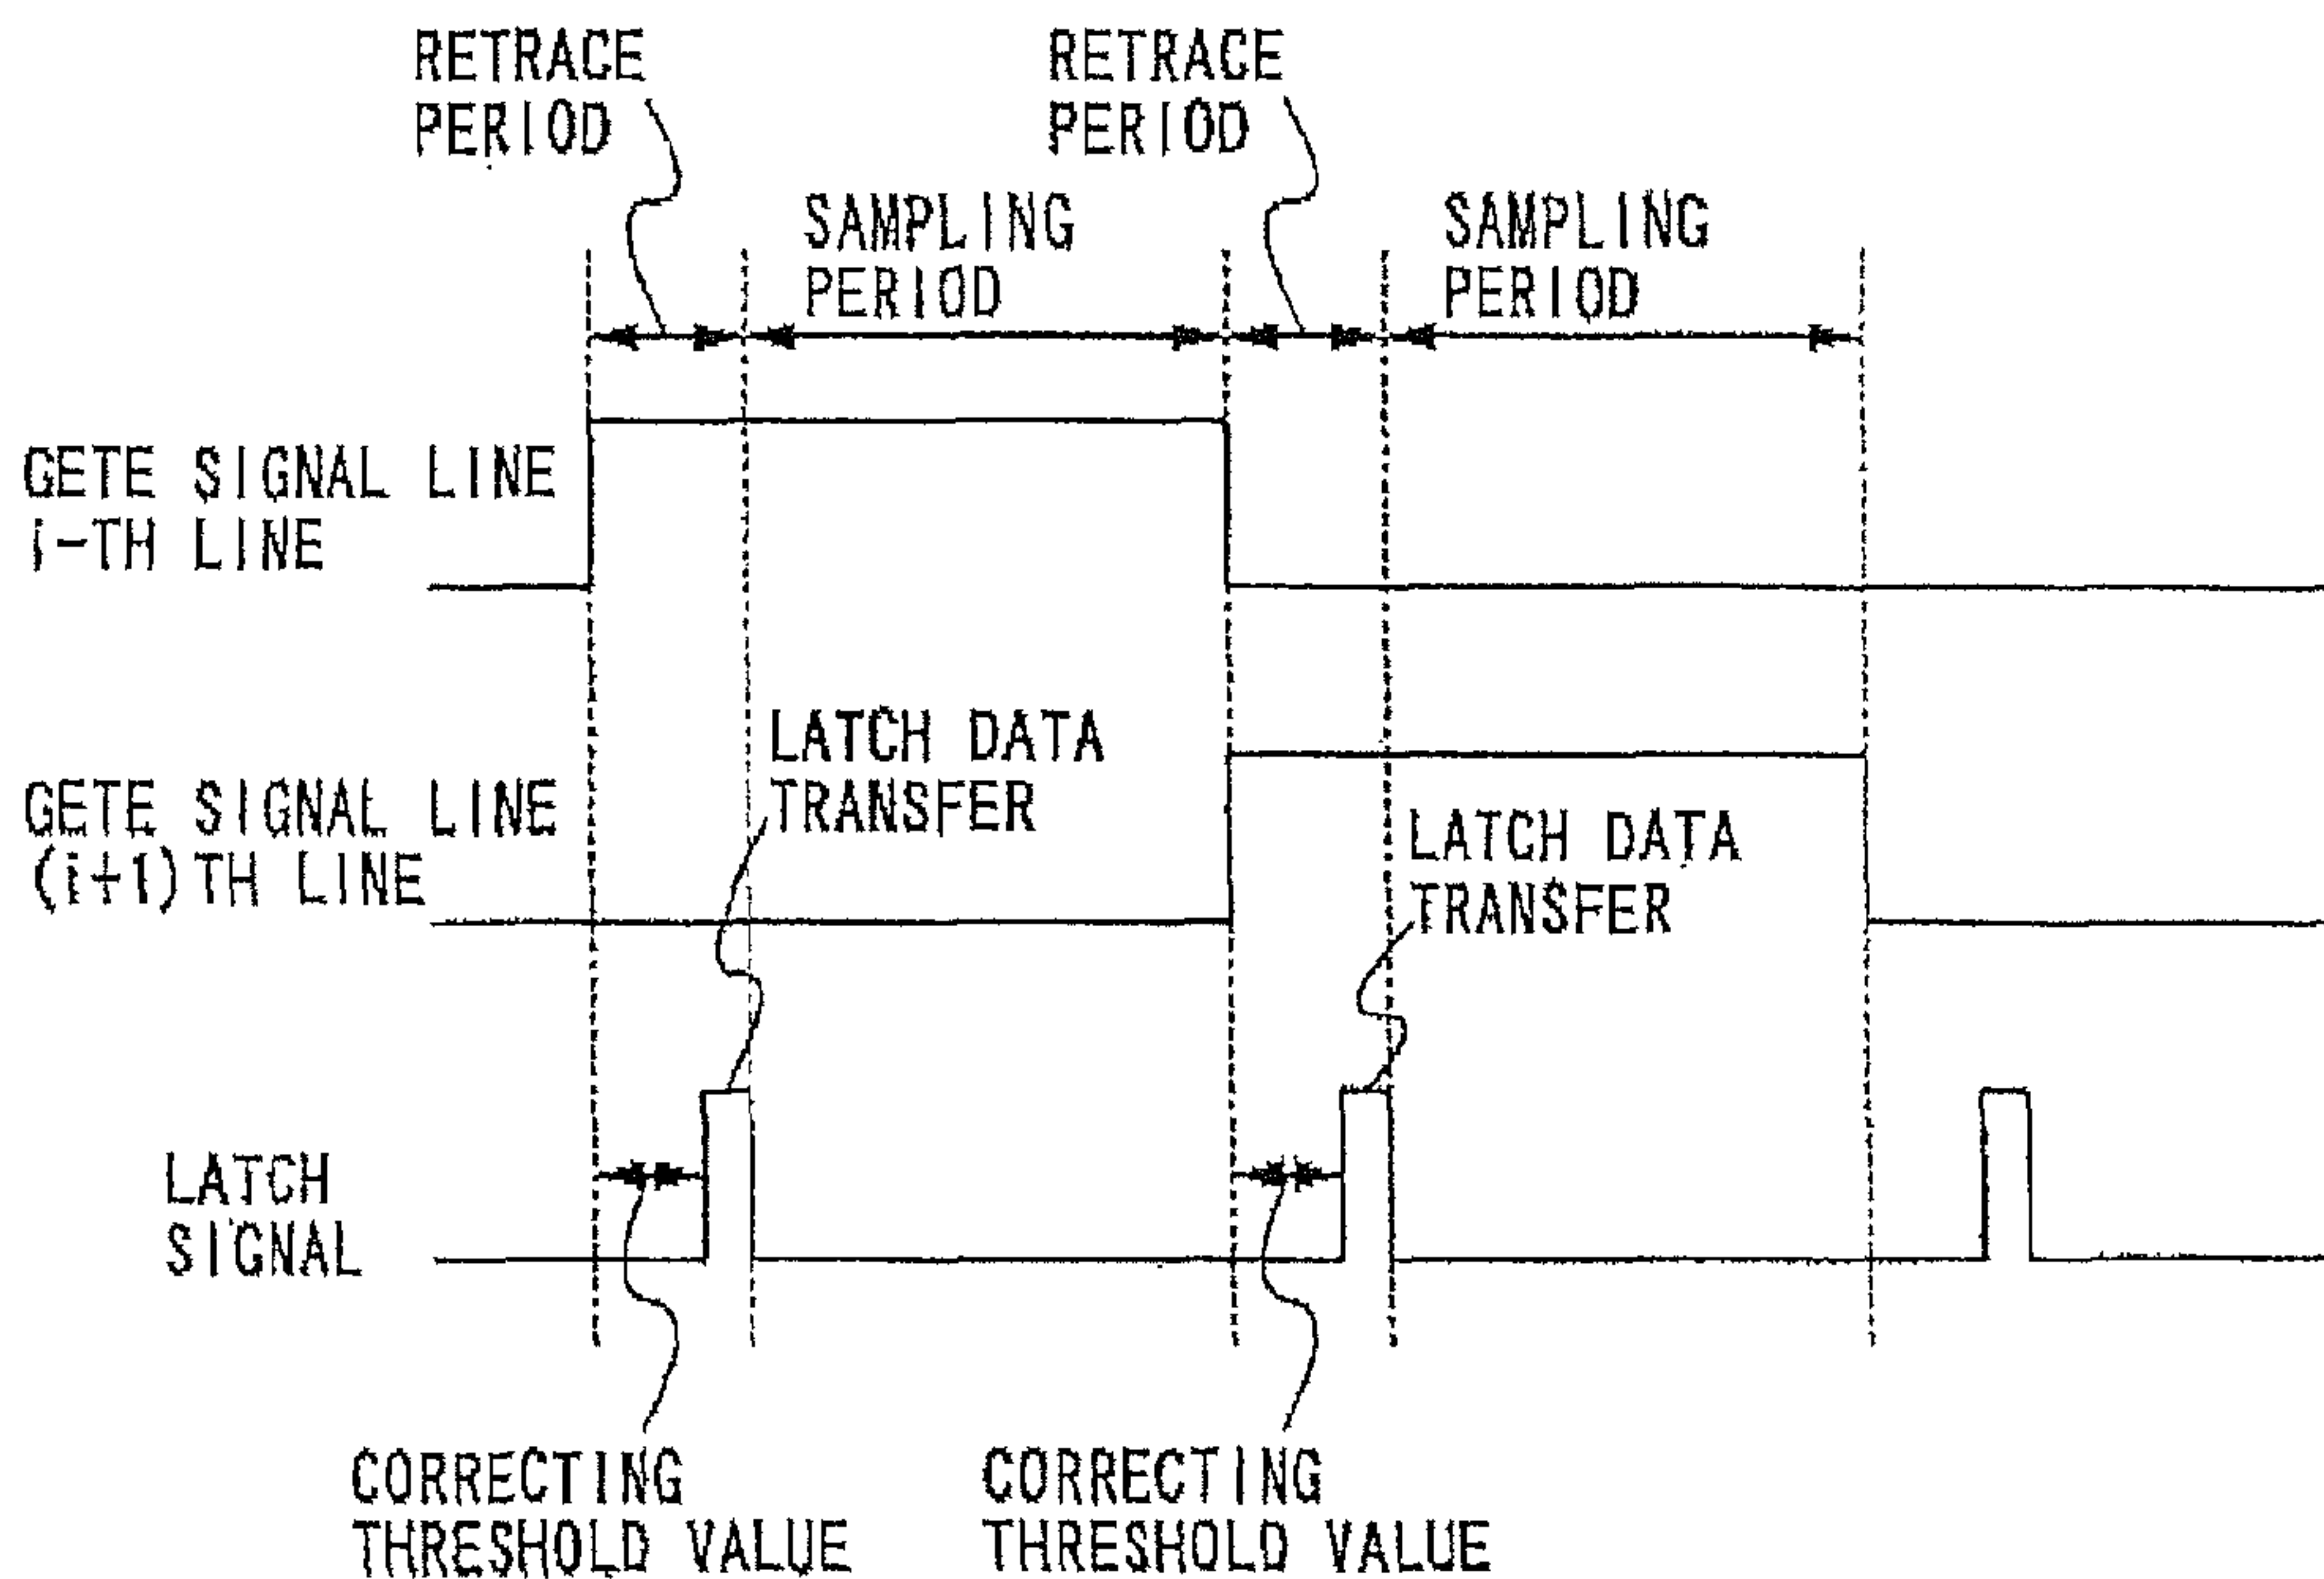 RETRACE
PERIOD
RETRACE
PERIOD
SAMPLING
PERIOD
SAMPLING
PERIOD
GETE SIGNAL LINE
i-TH LINE
LATCH DATA
TRANSFER
GETE SIGNAL LINE
(i+1)TH LINE
LATCH DATA
TRANSFER
LATCH
SIGNAL
CORRECTING
THRESHOLD VALUE
CORRECTING
THRESHOLD VALUE